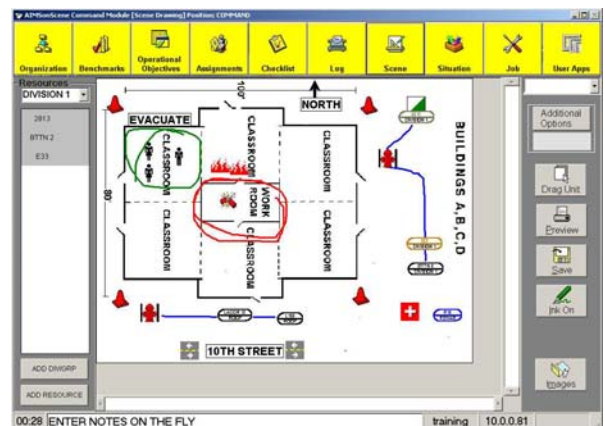 AIMSonScene Command Module [Scene Drawing] Position: COMMAND
Organization
Benchmarks
Operational
Objectives
Assignments
Checklist
Log
Scene
Situation
Job
User Apps
Resources
DIVISION 1
2813
BTTN 2
E33
ADD DIV/GRP
ADD RESOURCE
100'
NORTH
EVACUATE
80'
CLASSROOM
CLASSROOM
CLASSROOM
WORK
ROOM
CLASSROOM
CLASSROOM
CLASSROOM
BUILDINGS A,B,C,D
10TH STREET
Additional
Options
Drag Unit
Preview
Save
Ink On
Images
00:28
ENTER NOTES ON THE FLY
training
10.0.0.81